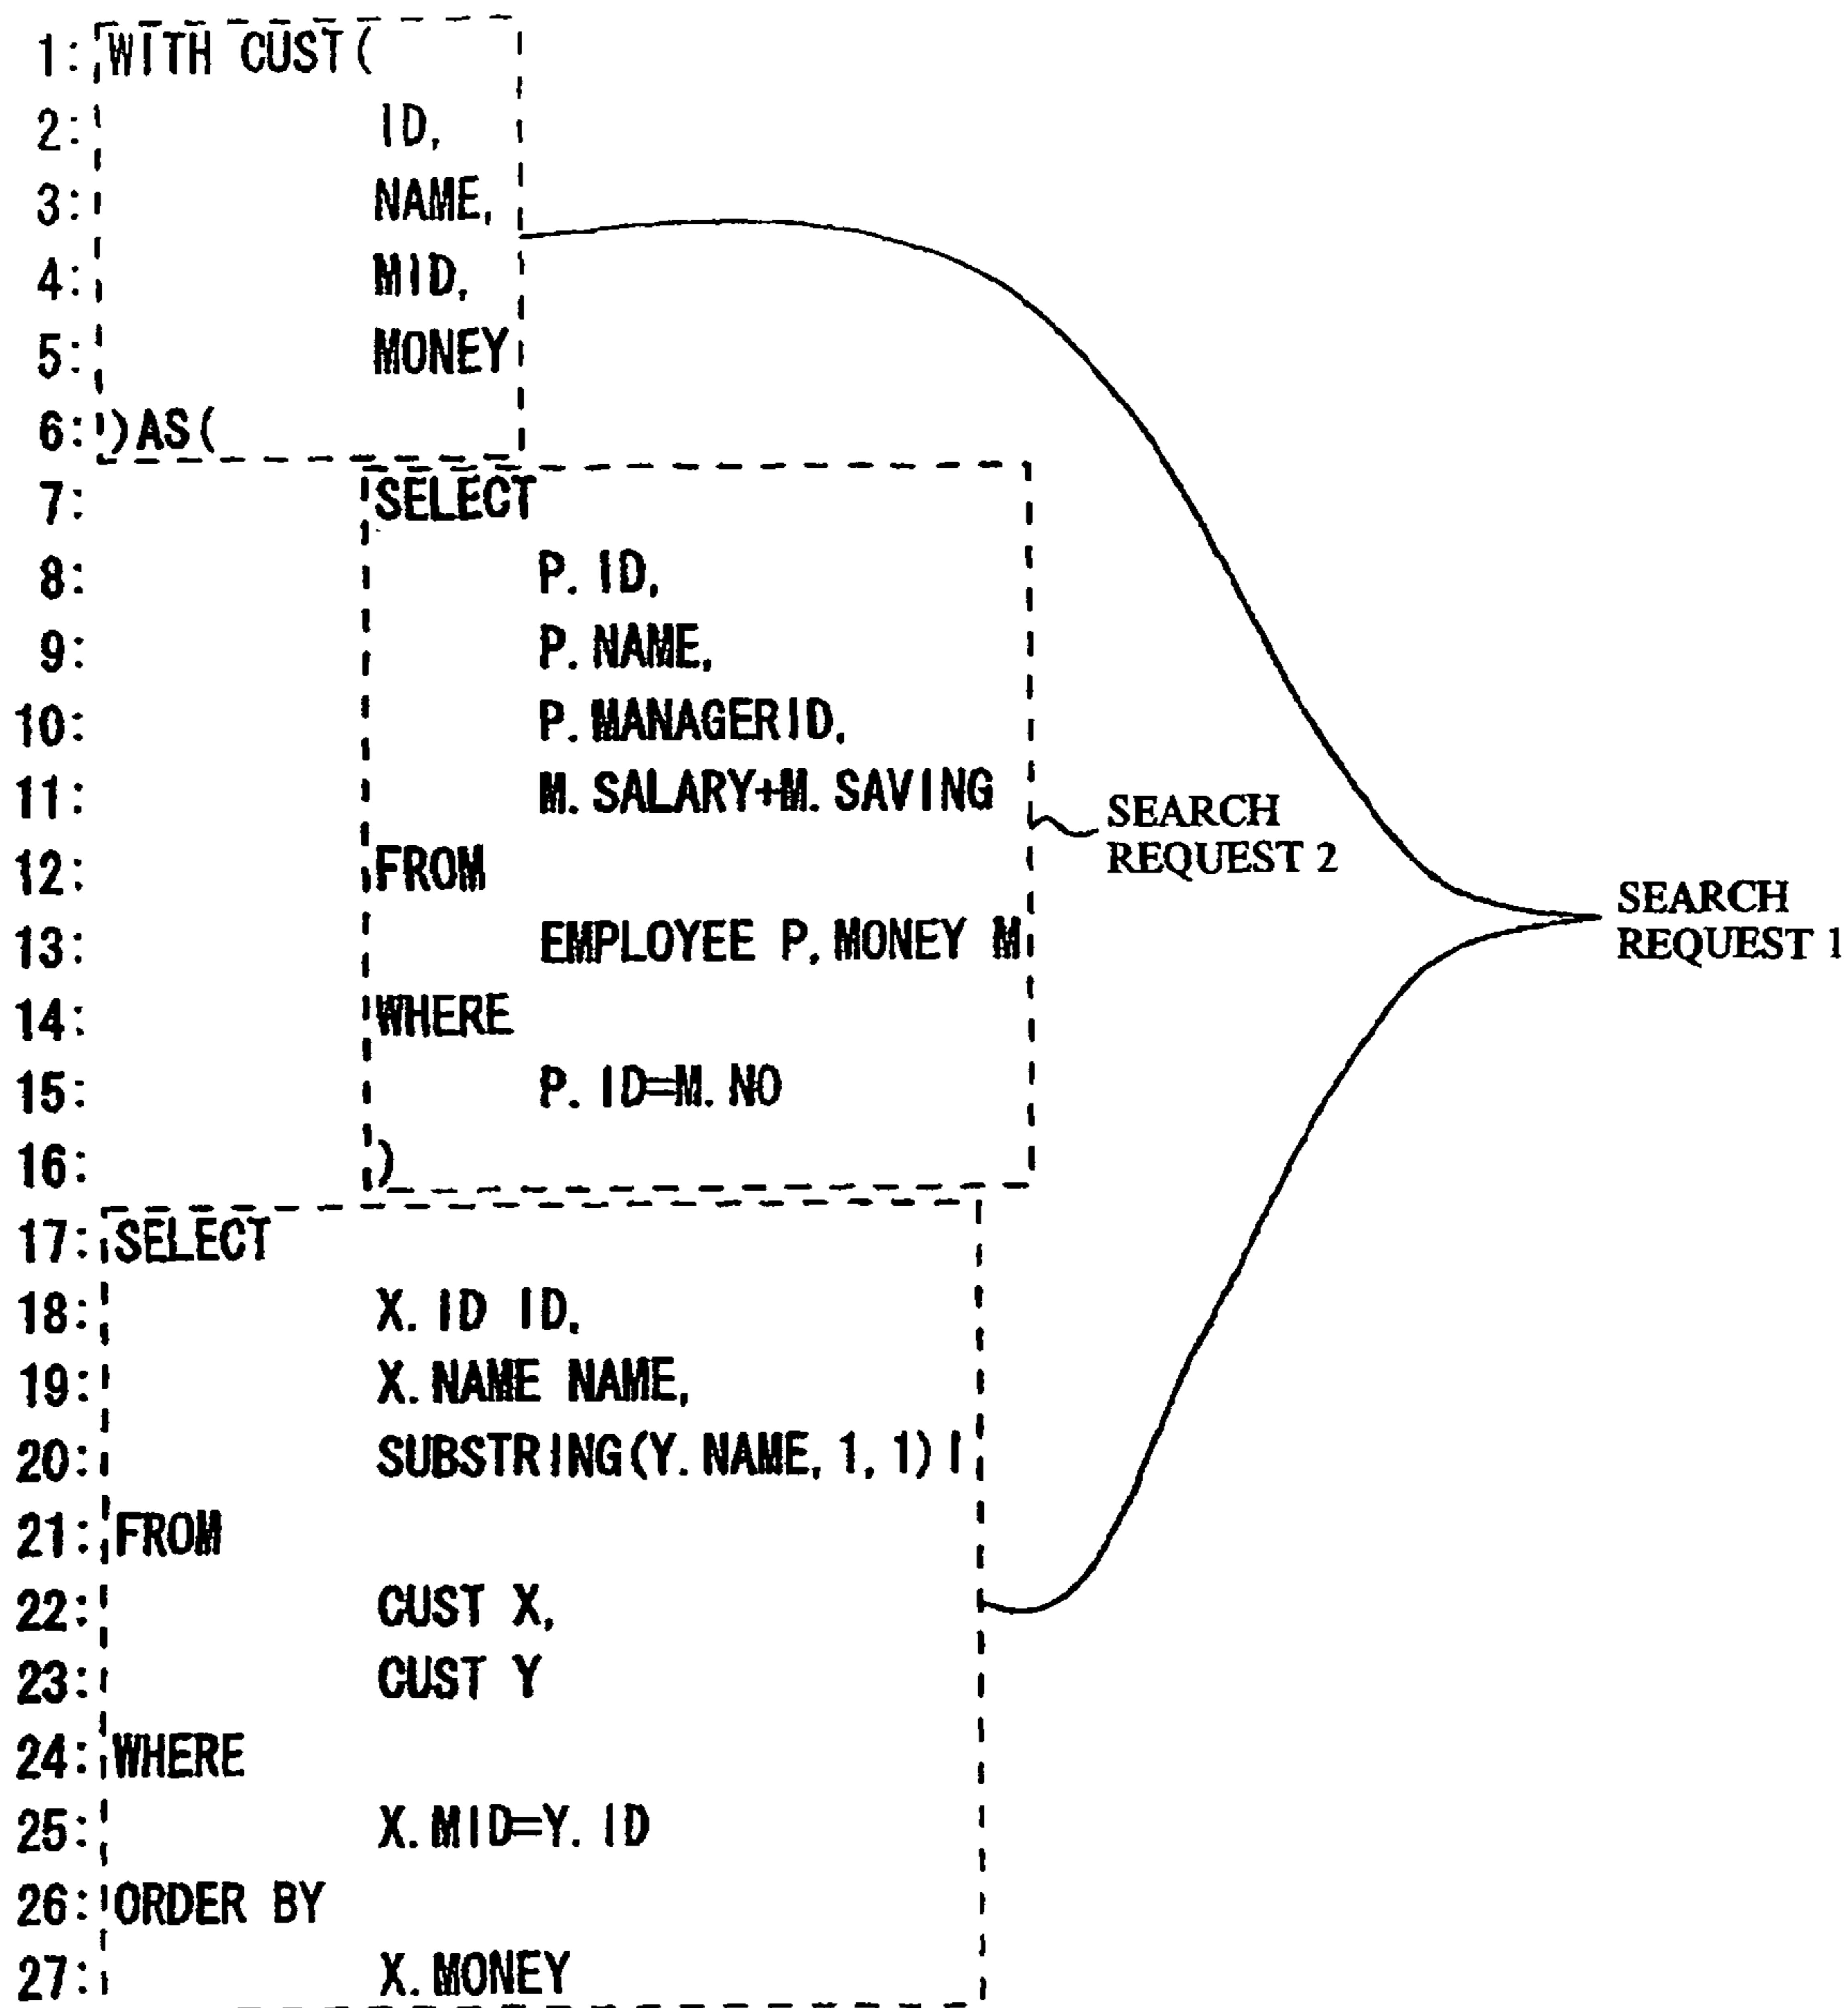 1: WITH CUST(
2: ID,
3: NAME,
4: MID,
5: MONEY
6: )AS(
7: SELECT
8: P. ID,
9: P. NAME,
10: P. MANAGERID,
11: M. SALARY+M. SAVING
12: FROM
13: EMPLOYEE P, MONEY M
14: WHERE
15: P. ID=M. NO
16: )
17: SELECT
18: X. ID ID,
19: X. NAME NAME,
20: SUBSTRING(Y. NAME, 1, 1) I
21: FROM
22: CUST X,
23: CUST Y
24: WHERE
25: X. MID=Y. ID
26: ORDER BY
27: X. MONEY
SEARCH
REQUEST 2
SEARCH
REQUEST 1